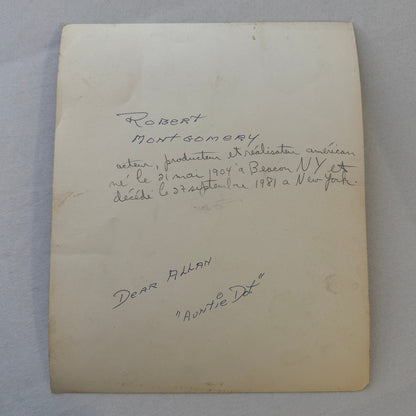 ROBERT
MONTGOMERY
acteur, producteur et réalisateur américain
né le 21 mai 1904 a Beacon NY et
décédé le 27 septembre 1981 a New York.
DEAR ALLAN
"AUNTIE DOT"